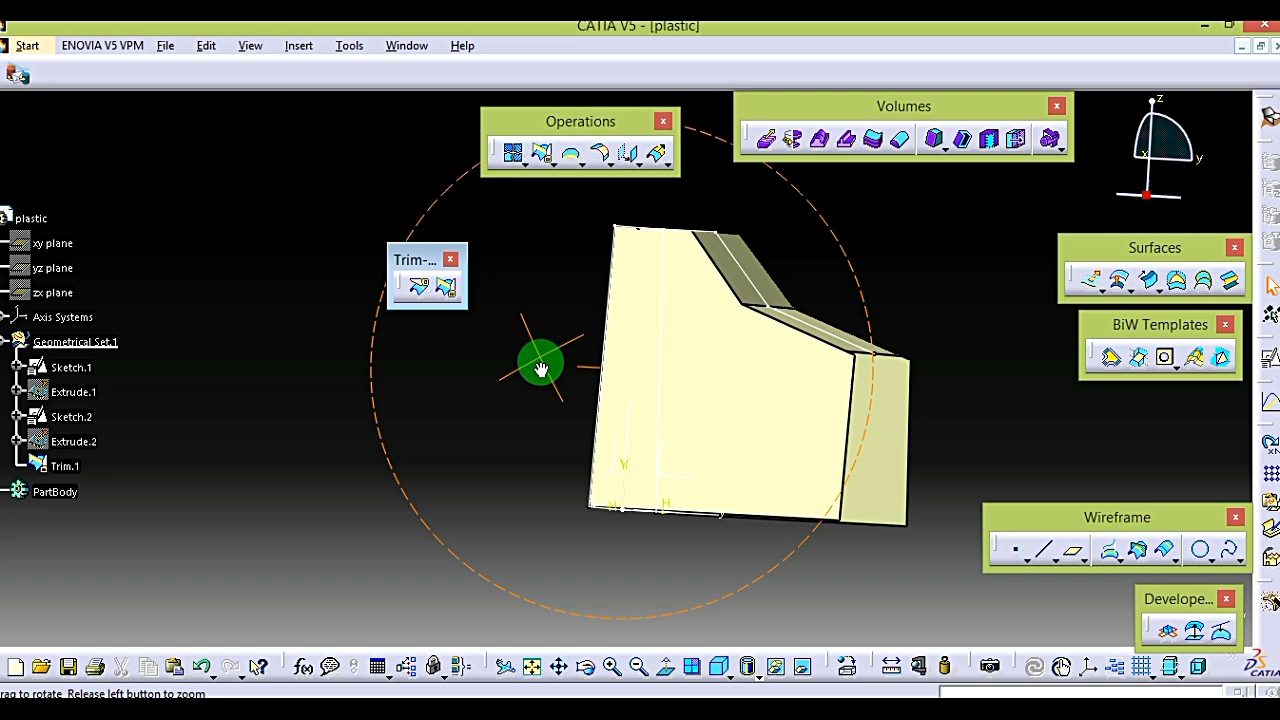 CATIA V5 - [plastic]
Start ENOVIA V5 VPM File Edit View Insert Tools Window Help
Operations
Volumes
z
x
y
plastic
xy plane
yz plane
zx plane
Axis Systems
Geometrical Set.1
Sketch.1
Extrude.1
Sketch.2
Extrude.2
Trim.1
PartBody
Trim-...
Surfaces
BiW Templates
V
H H
y
Wireframe
Develope...
f(x)
CATIA
drag to rotate. Release left button to zoom